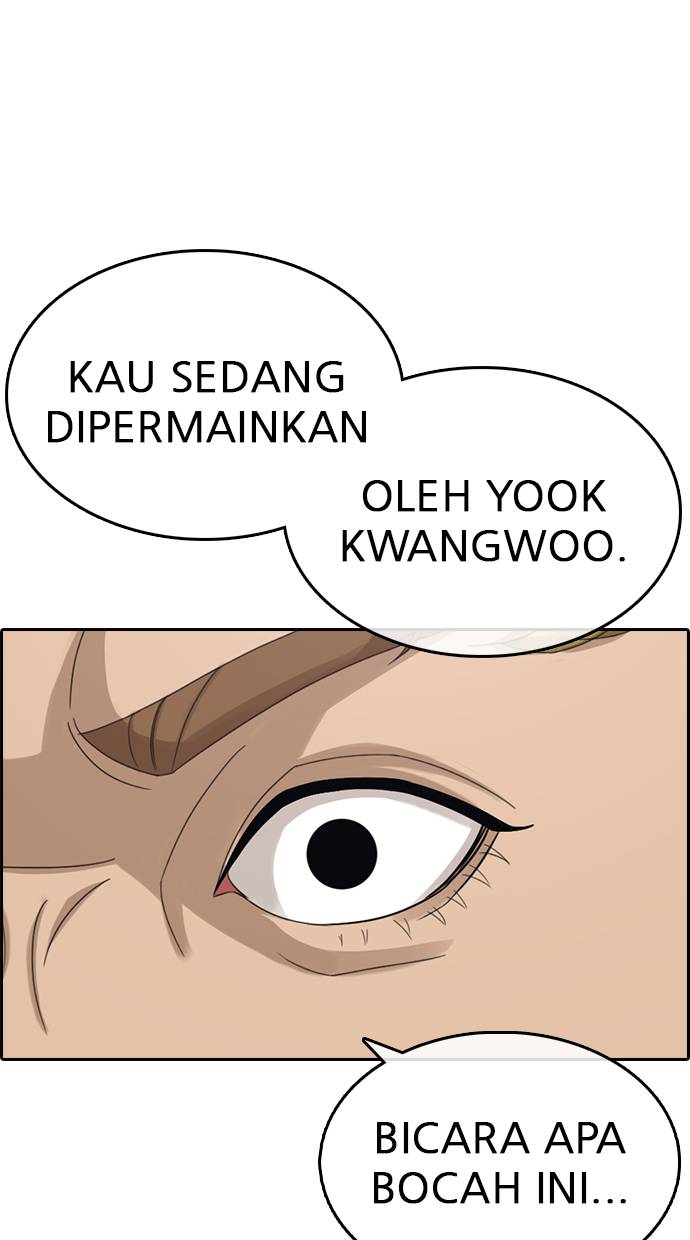 KAU SEDANG
DIPERMAINKAN
OLEH YOOK
KWANGWOO.
BICARA APA
BOCAH INI...